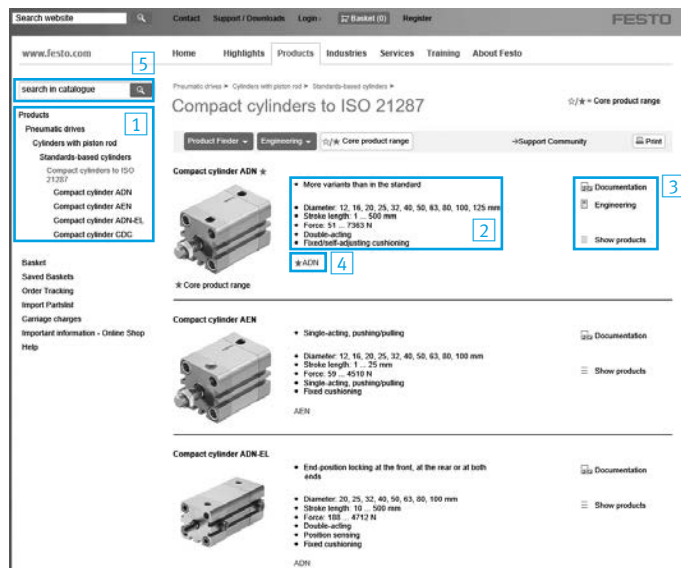 Search website
Contact Support / Downloads Login Basket (0) Register
FESTO
www.festo.com
Home Highlights Products Industries Services Training About Festo
5
search in catalogue
Pneumatic drives > Cylinders with piston rod > Standards-based cylinders >
Compact cylinders to ISO 21287
☆/★ = Core product range
1
Products
Pneumatic drives
Cylinders with piston rod
Standards-based cylinders
Compact cylinders to ISO
21287
Compact cylinder ADN
Compact cylinder AEN
Compact cylinder ADN-EL
Compact cylinder CDC
Basket
Saved Baskets
Order Tracking
Import Partslist
Carriage charges
Important information - Online Shop
Help
Product Finder Engineering ☆/★ Core product range
→Support Community
Print
Compact cylinder ADN ★
• More variants than in the standard
• Diameter: 12, 16, 20, 25, 32, 40, 50, 63, 80, 100, 125 mm
• Stroke length: 1 ... 500 mm
• Force: 51 ... 7363 N
• Double-acting
• Fixed/self-adjusting cushioning
2
★ADN
4
Documentation
3
Engineering
Show products
★ Core product range
Compact cylinder AEN
• Single-acting, pushing/pulling
• Diameter: 12, 16, 20, 25, 32, 40, 50, 63, 80, 100 mm
• Stroke length: 1 ... 25 mm
• Force: 59 ... 4510 N
• Single-acting, pushing/pulling
• Fixed cushioning
AEN
Documentation
Show products
Compact cylinder ADN-EL
• End-position locking at the front, at the rear or at both
ends
• Diameter: 20, 25, 32, 40, 50, 63, 80, 100 mm
• Stroke length: 10 ... 500 mm
• Force: 188 ... 4712 N
• Double-acting
• Position sensing
• Fixed cushioning
ADN
Documentation
Show products